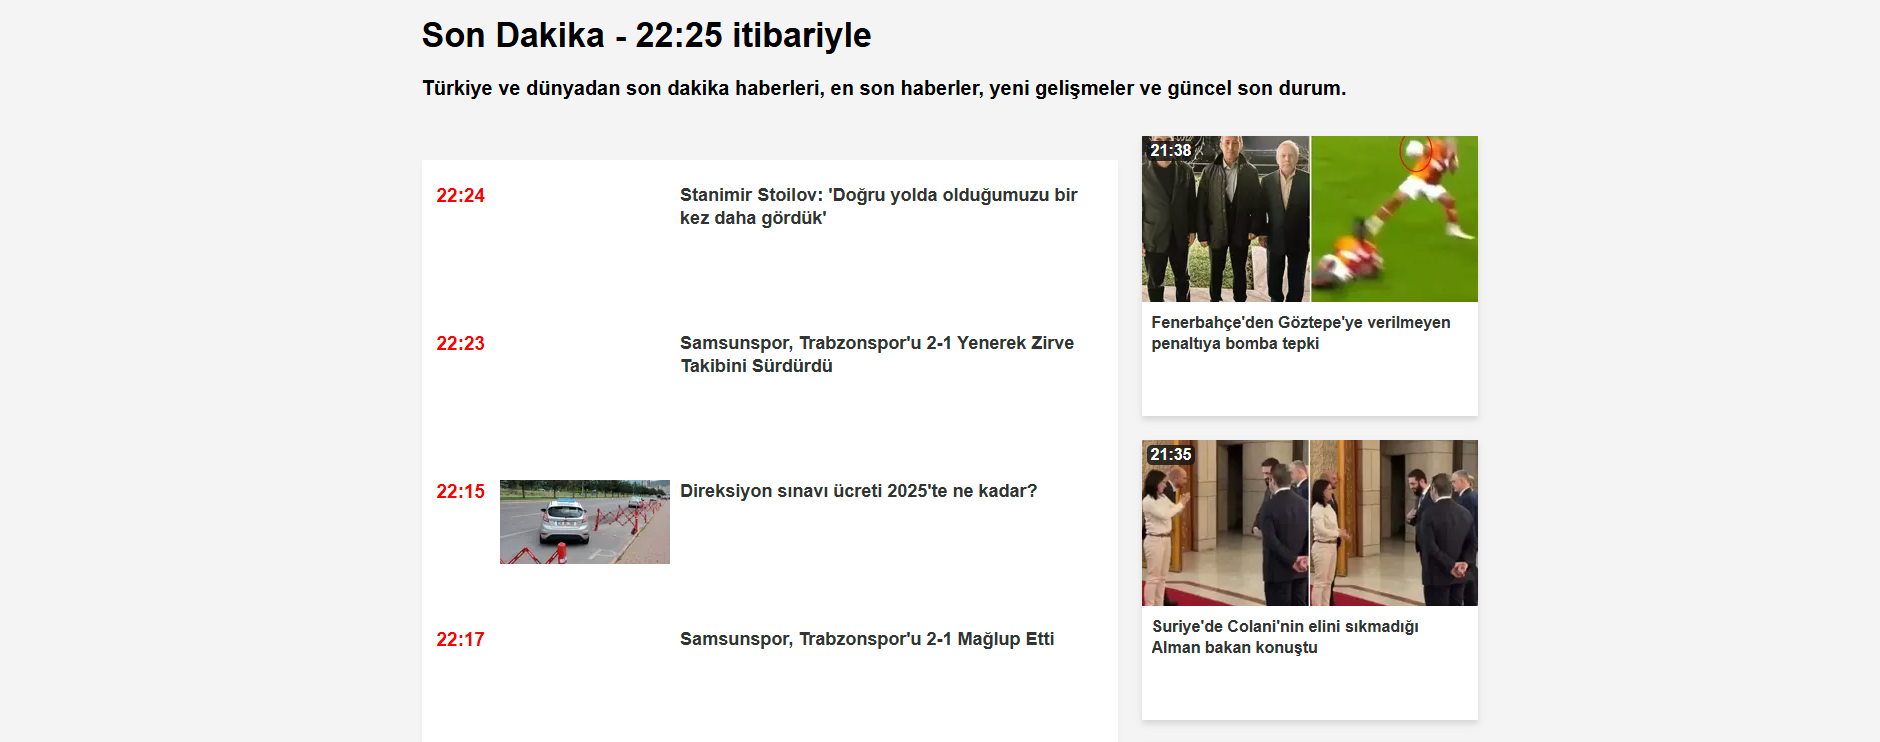 Son Dakika - 22:25 itibariyle
Türkiye ve dünyadan son dakika haberleri, en son haberler, yeni gelişmeler ve güncel son durum.
22:24
Stanimir Stoilov: 'Doğru yolda olduğumuzu bir
kez daha gördük'
22:23
Samsunspor, Trabzonspor'u 2-1 Yenerek Zirve
Takibini Sürdürdü
22:15
Direksiyon sınavı ücreti 2025'te ne kadar?
22:17
Samsunspor, Trabzonspor'u 2-1 Mağlup Etti
21:38
Fenerbahçe'den Göztepe'ye verilmeyen
penaltıya bomba tepki
21:35
Suriye'de Colani'nin elini sıkmadığı
Alman bakan konuştu